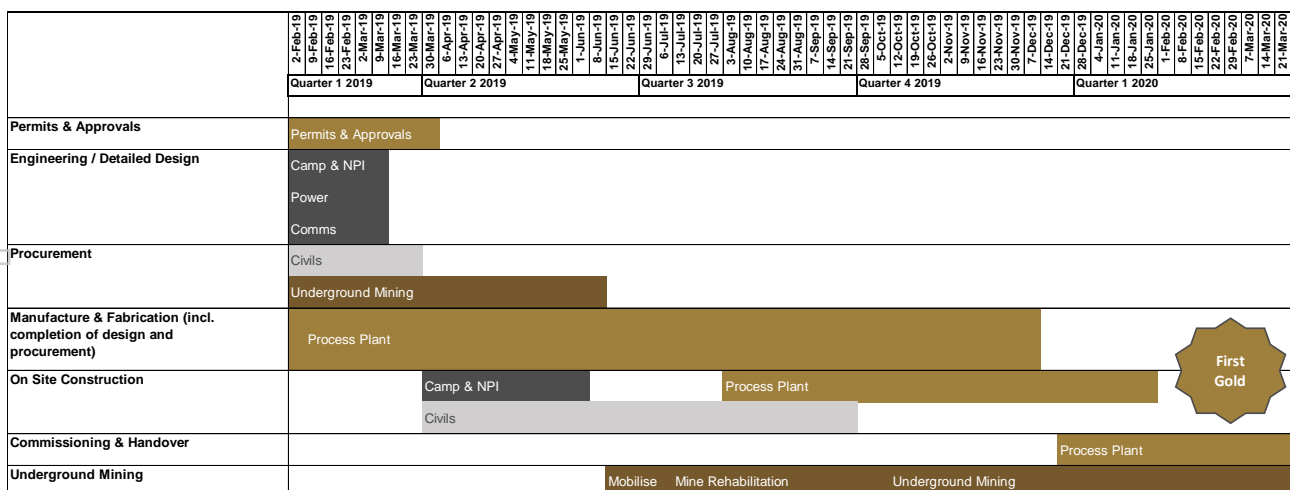 2-Feb-19
9-Feb-19
16-Feb-19
23-Feb-19
2-Mar-19
9-Mar-19
16-Mar-19
23-Mar-19
30-Mar-19
6-Apr-19
13-Apr-19
20-Apr-19
27-Apr-19
4-May-19
11-May-19
18-May-19
25-May-19
1-Jun-19
8-Jun-19
15-Jun-19
22-Jun-19
29-Jun-19
6-Jul-19
13-Jul-19
20-Jul-19
27-Jul-19
3-Aug-19
10-Aug-19
17-Aug-19
24-Aug-19
31-Aug-19
7-Sep-19
14-Sep-19
21-Sep-19
28-Sep-19
5-Oct-19
12-Oct-19
19-Oct-19
26-Oct-19
2-Nov-19
9-Nov-19
16-Nov-19
23-Nov-19
30-Nov-19
7-Dec-19
14-Dec-19
21-Dec-19
28-Dec-19
4-Jan-20
11-Jan-20
18-Jan-20
25-Jan-20
1-Feb-20
8-Feb-20
15-Feb-20
22-Feb-20
29-Feb-20
7-Mar-20
14-Mar-20
21-Mar-20
Quarter 1 2019 Quarter 2 2019 Quarter 3 2019 Quarter 4 2019 Quarter 1 2020
Permits & Approvals
Permits & Approvals
Engineering / Detailed Design
Camp & NPI
Power
Comms
Procurement
Civils
Underground Mining
Manufacture & Fabrication (incl.
completion of design and
procurement)
Process Plant
First
Gold
On Site Construction
Camp & NPI
Process Plant
Civils
Commissioning & Handover
Process Plant
Underground Mining
Mobilise
Mine Rehabilitation
Underground Mining